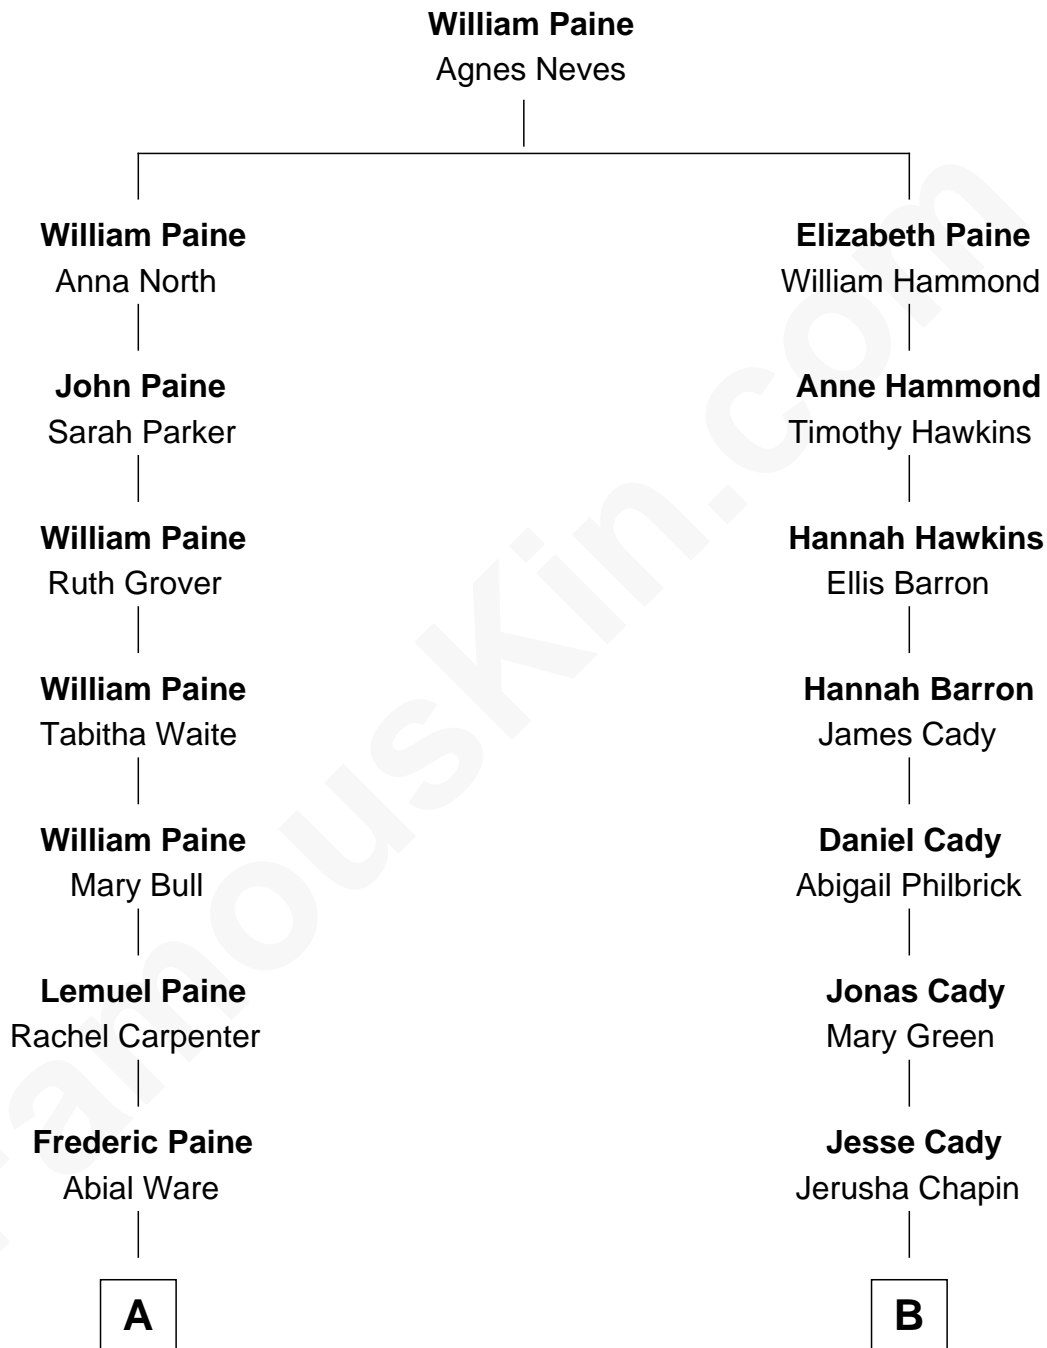 William Paine
Agnes Neves
William Paine
Anna North
John Paine
Sarah Parker
William Paine
Ruth Grover
William Paine
Tabitha Waite
William Paine
Mary Bull
Lemuel Paine
Rachel Carpenter
Frederic Paine
Abial Ware
A
Elizabeth Paine
William Hammond
Anne Hammond
Timothy Hawkins
Hannah Hawkins
Ellis Barron
Hannah Barron
James Cady
Daniel Cady
Abigail Philbrick
Jonas Cady
Mary Green
Jesse Cady
Jerusha Chapin
B
FamousKin.com